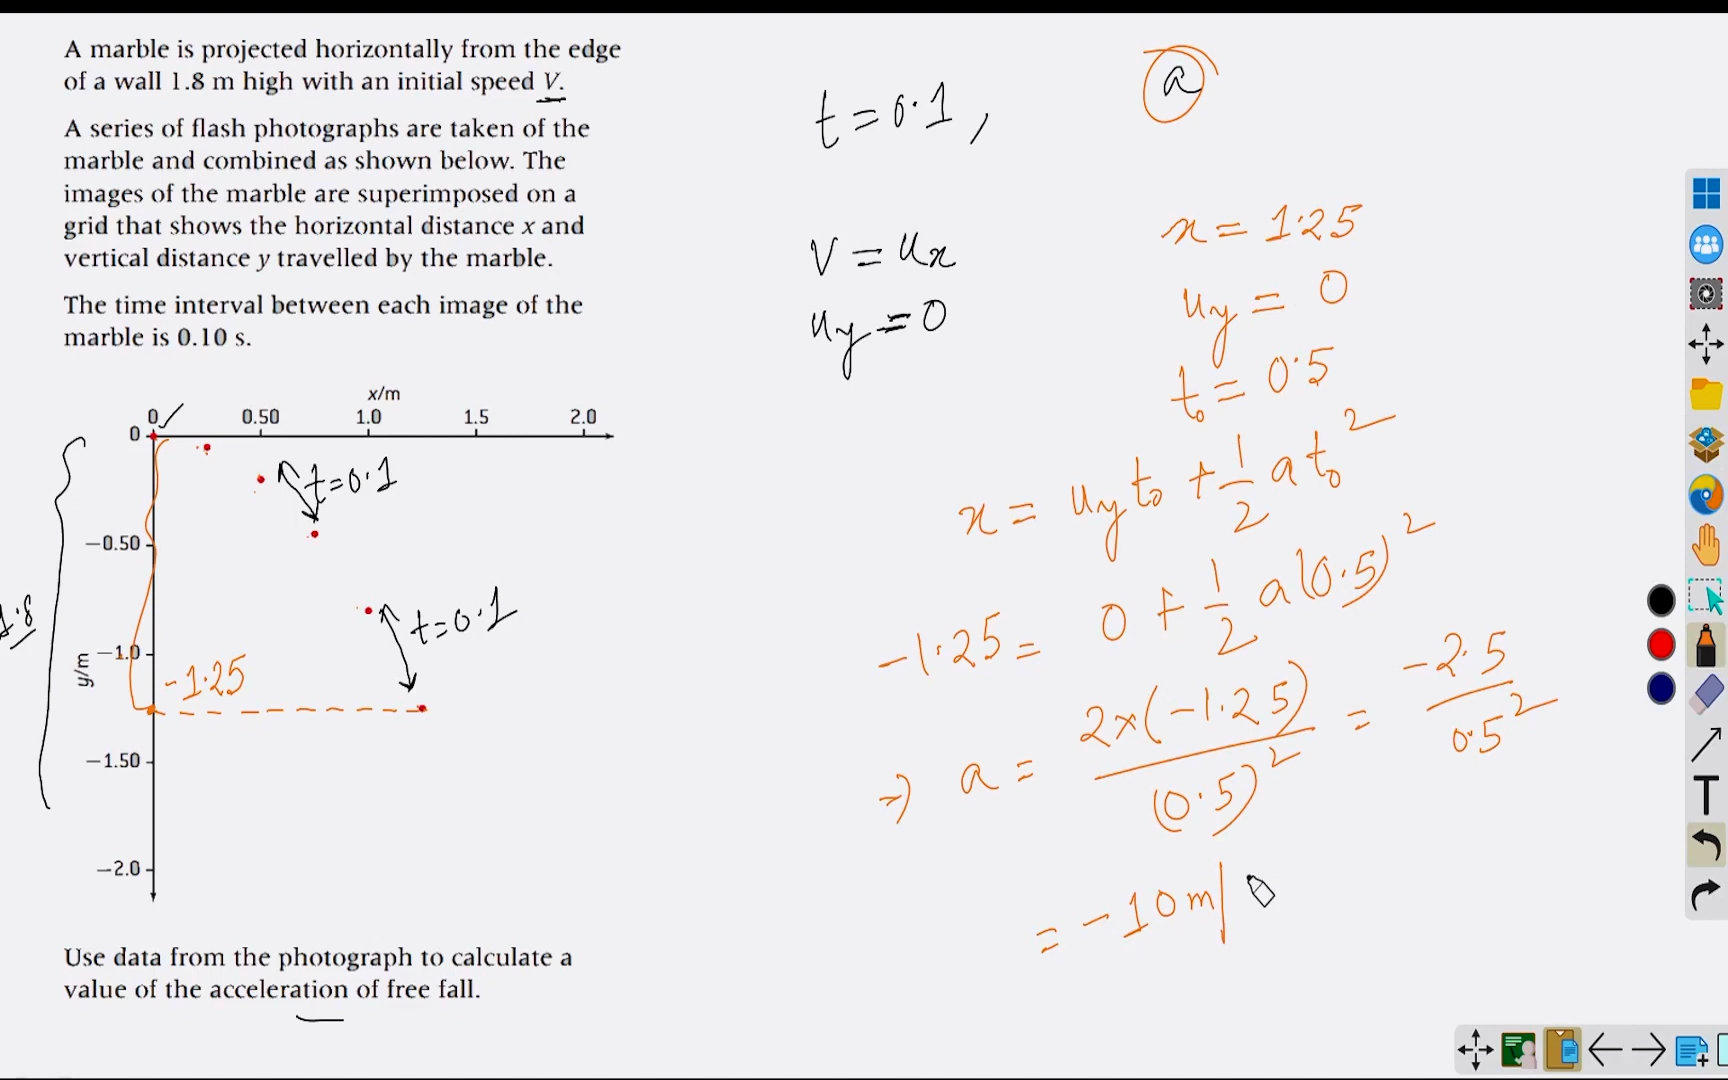 A marble is projected horizontally from the edge
of a wall 1.8 m high with an initial speed V.
A series of flash photographs are taken of the
marble and combined as shown below. The
images of the marble are superimposed on a
grid that shows the horizontal distance x and
vertical distance y travelled by the marble.
The time interval between each image of the
marble is 0.10 s.
x/m
0 0.50 1.0 1.5 2.0
0
-0.50
-1.0
-1.50
-2.0
y/m
t=0.1
t=0.1
-1.25
1.8
Use data from the photograph to calculate a
value of the acceleration of free fall.
t=0.1,
V = ux
uy=0
a
x = 1.25
uy = 0
t₀ = 0.5
x = uy t₀ + 1/2 a t₀²
-1.25 = 0 + 1/2 a(0.5)²
⇒ a = 2×(-1.25)/(0.5)² = -2.5/0.5²
= -10 m/
T